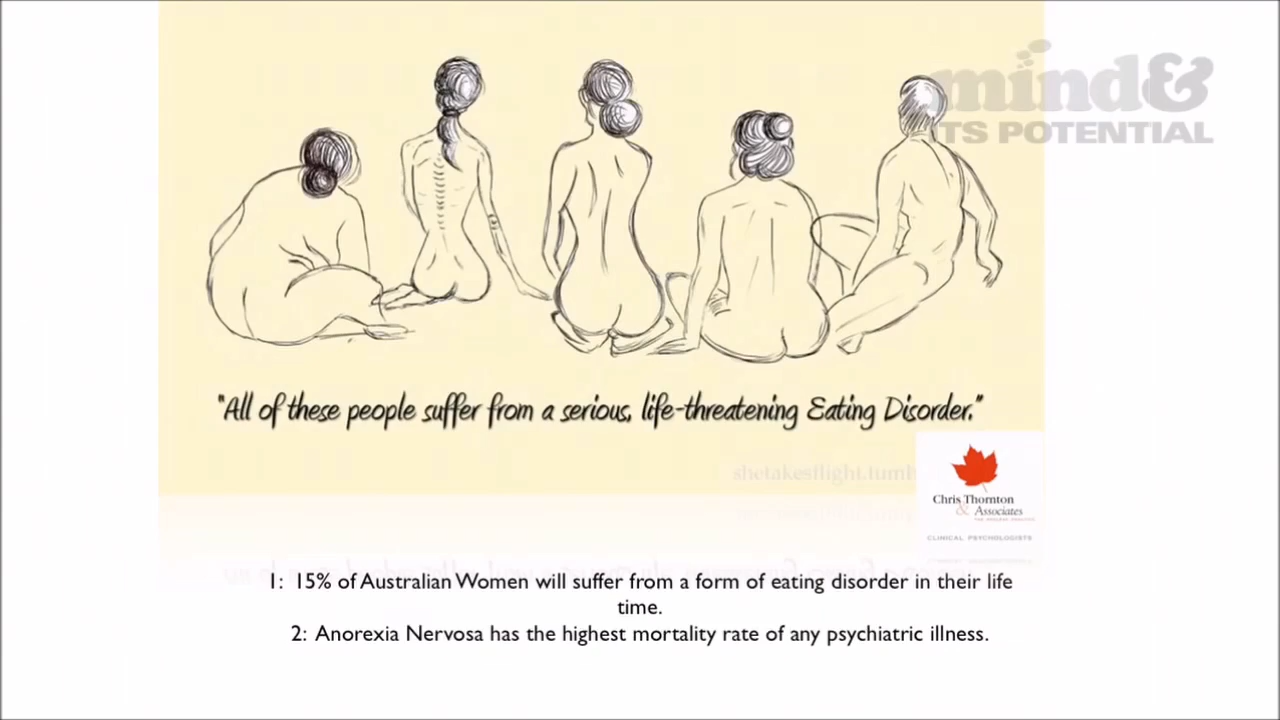 mind&
ITS POTENTIAL
"All of these people suffer from a serious, life-threatening Eating Disorder."
shetakesflight.tum
Chris Thornton
& Associates
CLINICAL PSYCHOLOGISTS
1: 15% of Australian Women will suffer from a form of eating disorder in their life
time.
2: Anorexia Nervosa has the highest mortality rate of any psychiatric illness.